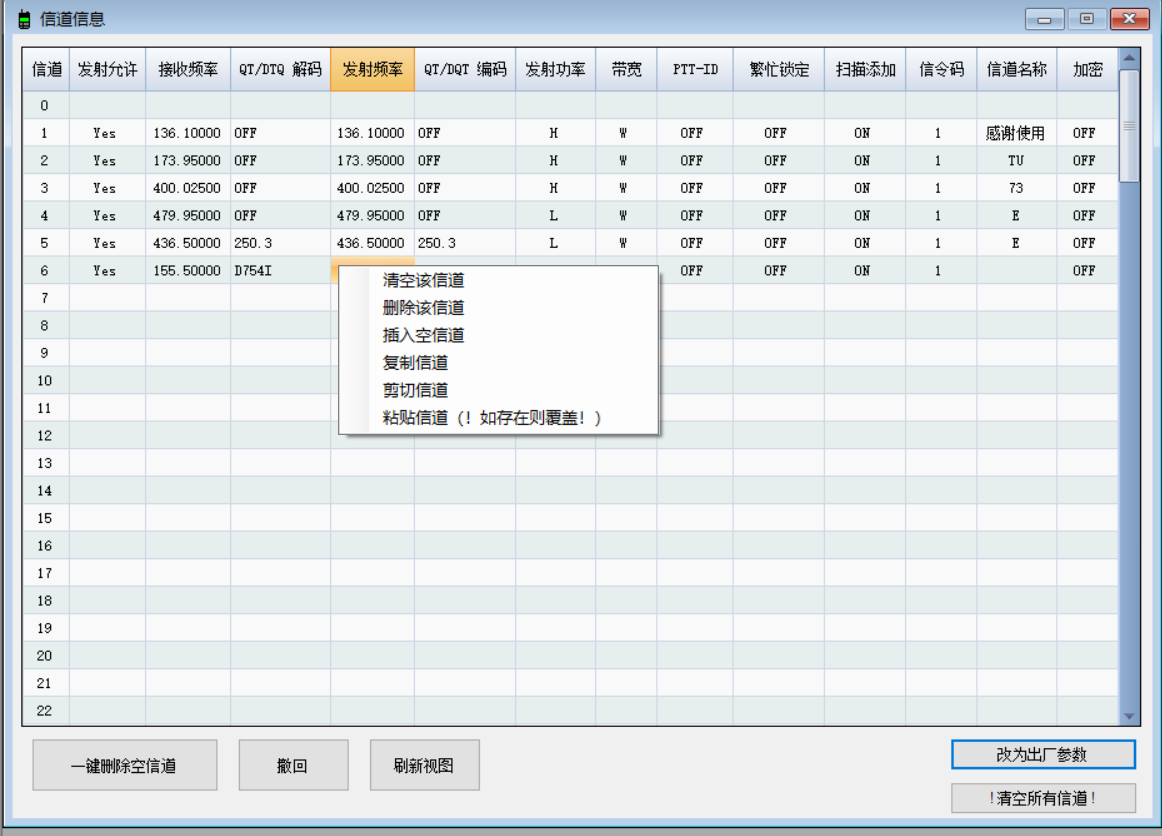 信道信息
信道 发射允许 接收频率 QT/DTQ 解码 发射频率 QT/DQT 编码 发射功率 带宽 PTT-ID 繁忙锁定 扫描添加 信令码 信道名称 加密
0
1 Yes 136.10000 OFF 136.10000 OFF H W OFF OFF ON 1 感谢使用 OFF
2 Yes 173.95000 OFF 173.95000 OFF H W OFF OFF ON 1 TU OFF
3 Yes 400.02500 OFF 400.02500 OFF H W OFF OFF ON 1 73 OFF
4 Yes 479.95000 OFF 479.95000 OFF L W OFF OFF ON 1 E OFF
5 Yes 436.50000 250.3 436.50000 250.3 L W OFF OFF ON 1 E OFF
6 Yes 155.50000 D754I OFF OFF ON 1 OFF
清空该信道
7
删除该信道
8
插入空信道
9
复制信道
10
剪切信道
11
粘贴信道（！如存在则覆盖！）
12
13
14
15
16
17
18
19
20
21
22
一键删除空信道 撤回 刷新视图 改为出厂参数
!清空所有信道!